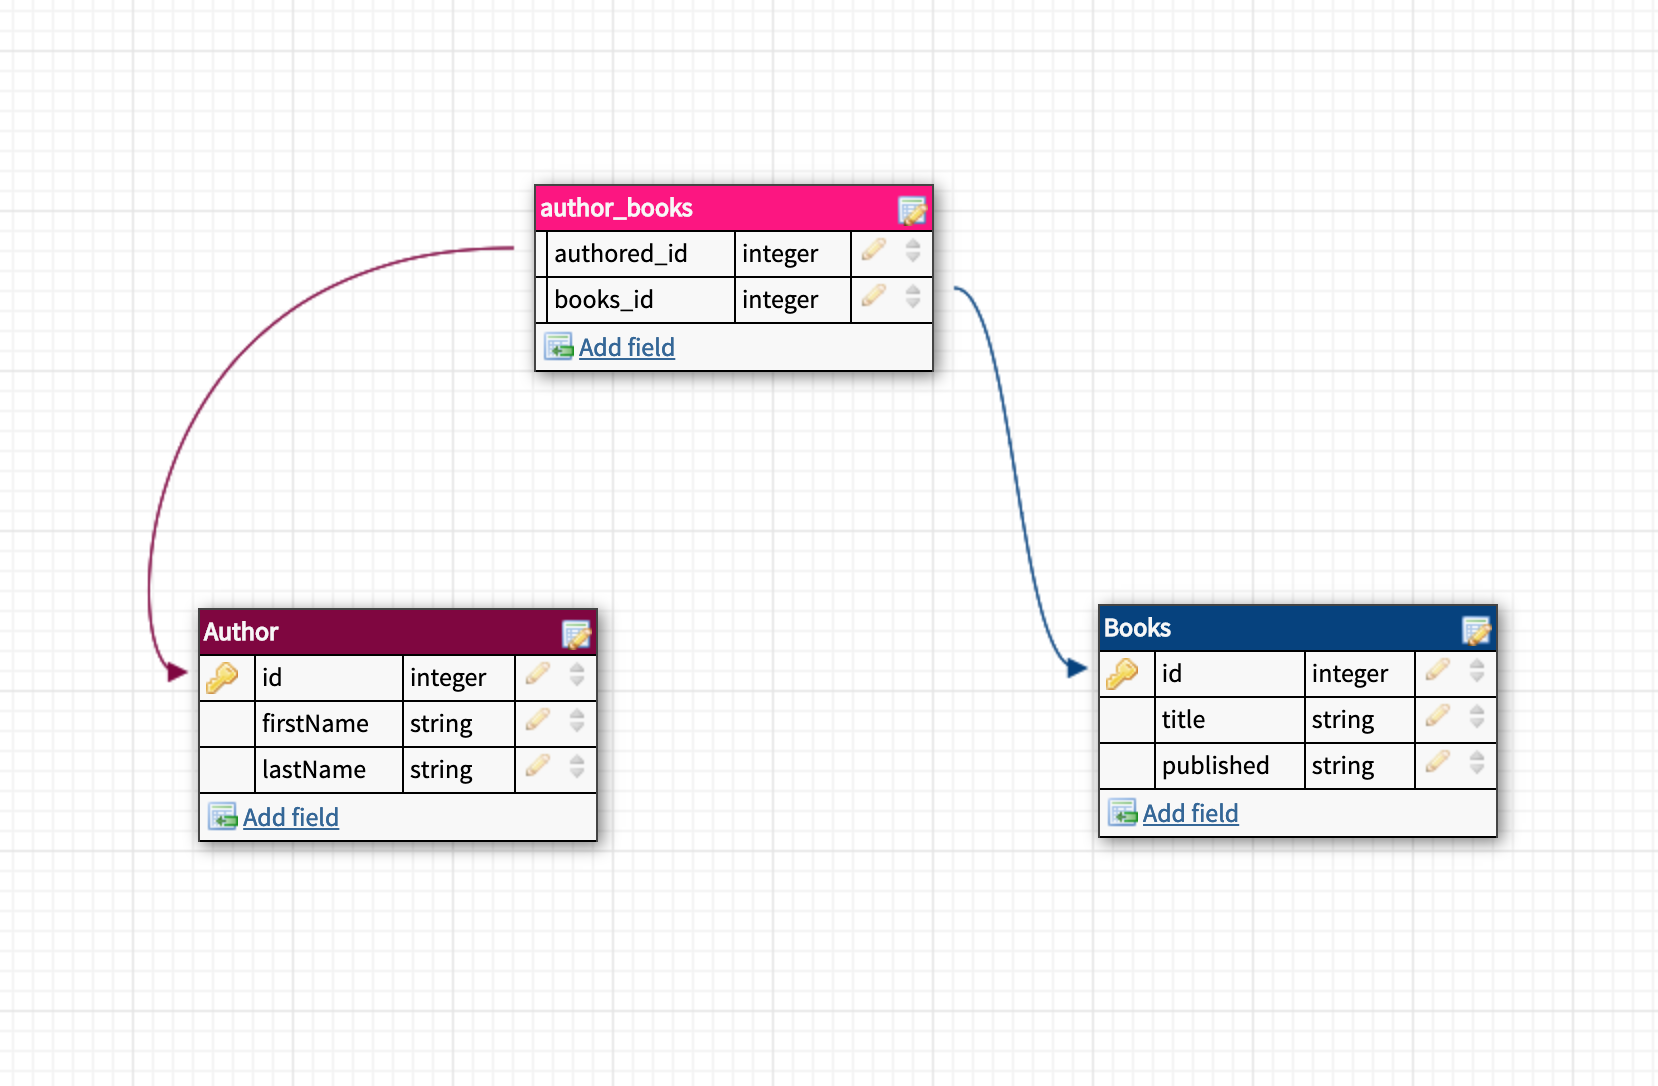 author_books
authored_id integer
books_id integer
Add field
Author
id integer
firstName string
lastName string
Add field
Books
id integer
title string
published string
Add field